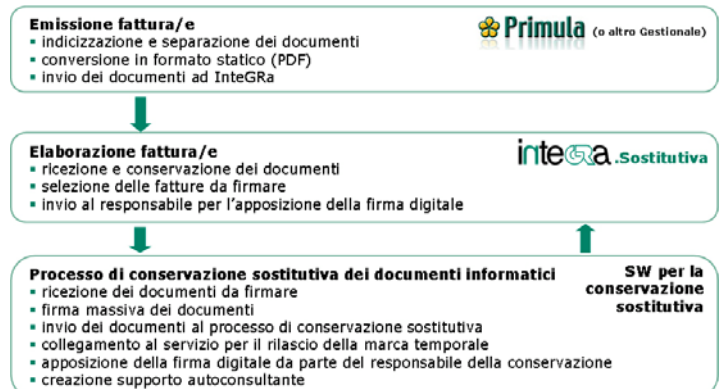 Emissione fattura/e
Primula (o altro Gestionale)
▪ indicizzazione e separazione dei documenti
▪ conversione in formato statico (PDF)
▪ invio dei documenti ad InteGRa
Elaborazione fattura/e
inteGRa.Sostitutiva
▪ ricezione e conservazione dei documenti
▪ selezione delle fatture da firmare
▪ invio al responsabile per l'apposizione della firma digitale
Processo di conservazione sostitutiva dei documenti informatici
SW per la
conservazione
sostitutiva
▪ ricezione dei documenti da firmare
▪ firma massiva dei documenti
▪ invio dei documenti al processo di conservazione sostitutiva
▪ collegamento al servizio per il rilascio della marca temporale
▪ apposizione della firma digitale da parte del responsabile della conservazione
▪ creazione supporto autoconsultante